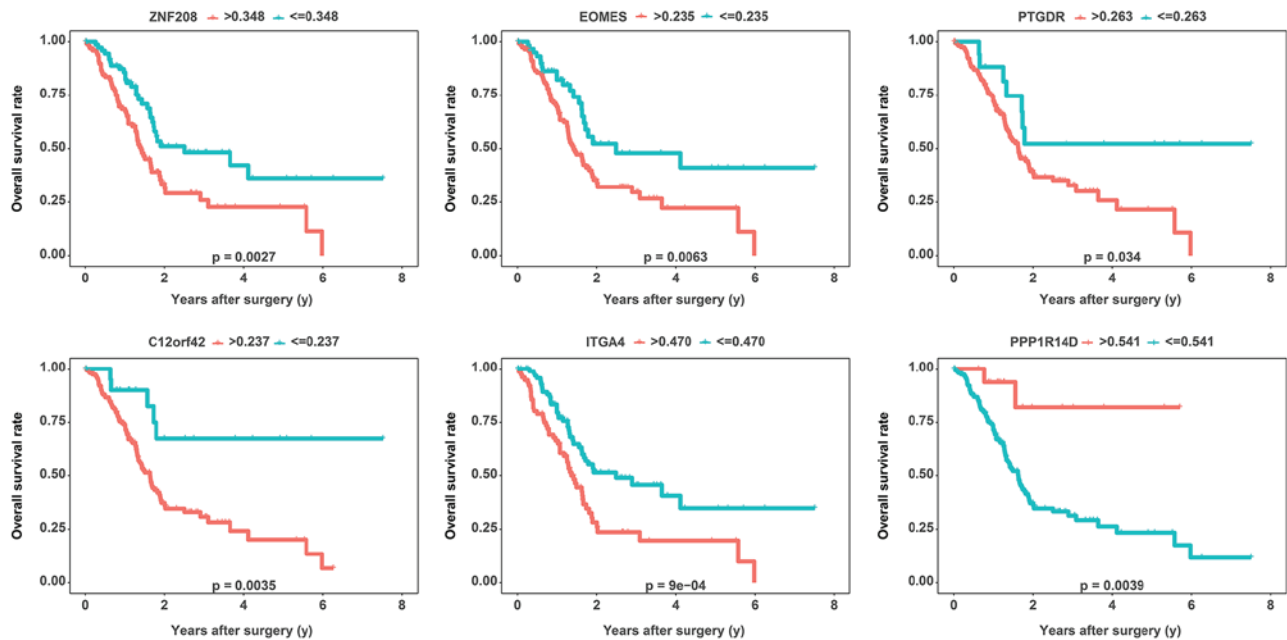 ZNF208 >0.348 <=0.348
Overall survival rate
1.00
0.75
0.50
0.25
0.00
p = 0.0027
0 2 4 6 8
Years after surgery (y)
EOMES >0.235 <=0.235
Overall survival rate
1.00
0.75
0.50
0.25
0.00
p = 0.0063
0 2 4 6 8
Years after surgery (y)
PTGDR >0.263 <=0.263
Overall survival rate
1.00
0.75
0.50
0.25
0.00
p = 0.034
0 2 4 6 8
Years after surgery (y)
C12orf42 >0.237 <=0.237
Overall survival rate
1.00
0.75
0.50
0.25
0.00
p = 0.0035
0 2 4 6 8
Years after surgery (y)
ITGA4 >0.470 <=0.470
Overall survival rate
1.00
0.75
0.50
0.25
0.00
p = 9e−04
0 2 4 6 8
Years after surgery (y)
PPP1R14D >0.541 <=0.541
Overall survival rate
1.00
0.75
0.50
0.25
0.00
p = 0.0039
0 2 4 6 8
Years after surgery (y)